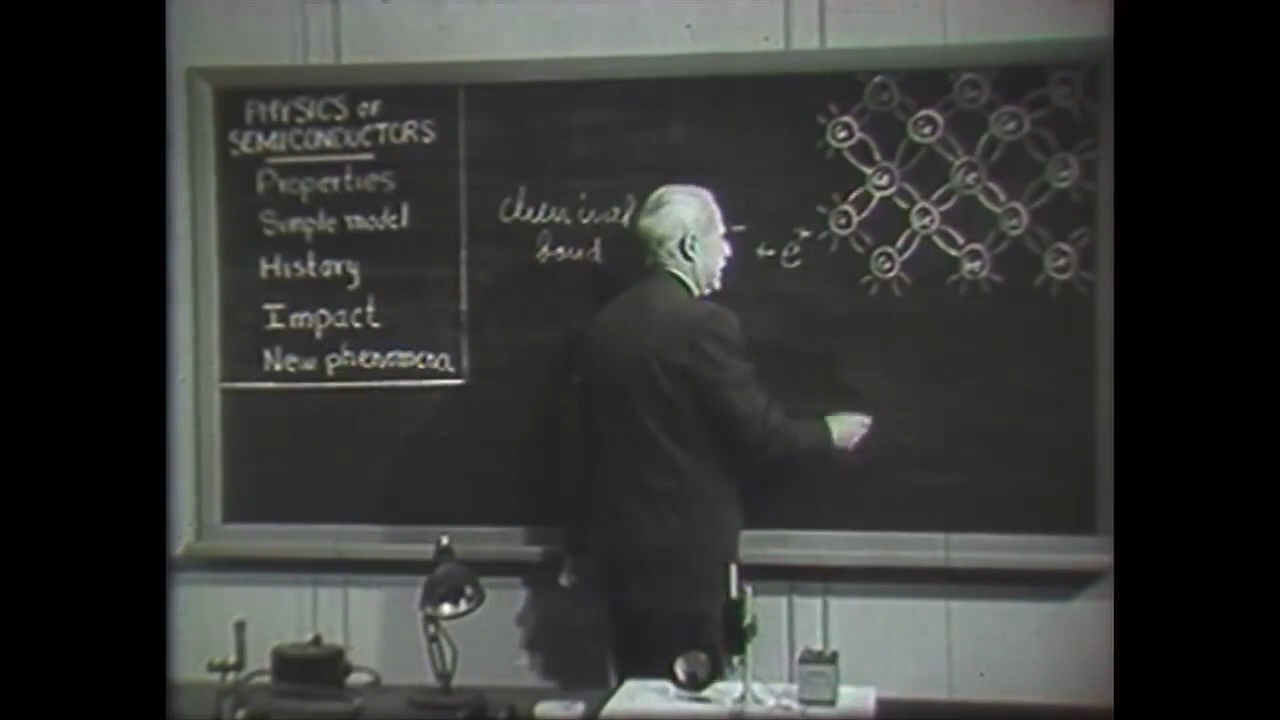 PHYSICS OF
SEMICONDUCTORS
Properties
Simple model
History
Impact
New phenomena
chemical
bond
+ e⁺